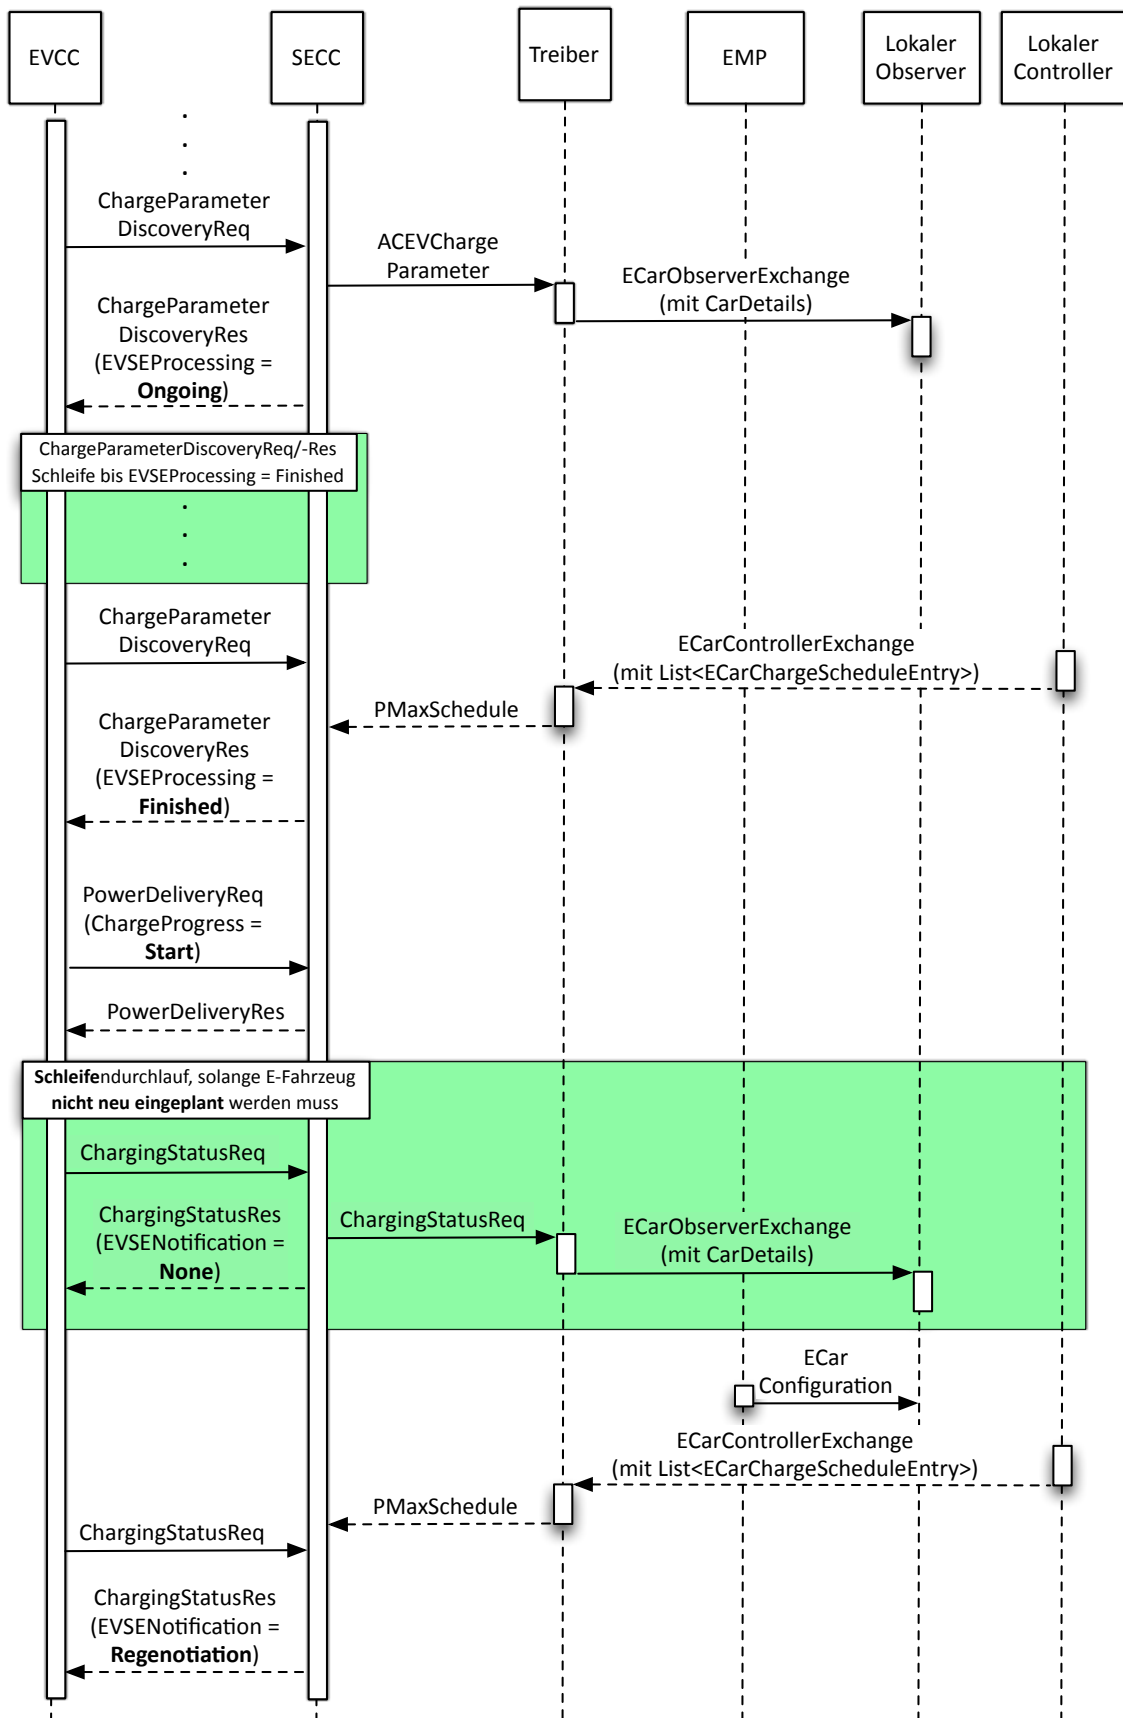 EVCC
SECC
Treiber
EMP
Lokaler
Observer
Lokaler
Controller
ChargeParameter
DiscoveryReq
ACEVCharge
Parameter
ECarObserverExchange
(mit CarDetails)
ChargeParameter
DiscoveryRes
(EVSEProcessing =
Ongoing)
ChargeParameterDiscoveryReq/-Res
Schleife bis EVSEProcessing = Finished
ChargeParameter
DiscoveryReq
ECarControllerExchange
(mit List<ECarChargeScheduleEntry>)
PMaxSchedule
ChargeParameter
DiscoveryRes
(EVSEProcessing =
Finished)
PowerDeliveryReq
(ChargeProgress =
Start)
PowerDeliveryRes
Schleifendurchlauf, solange E-Fahrzeug
nicht neu eingeplant werden muss
ChargingStatusReq
ChargingStatusRes
(EVSENotification =
None)
ChargingStatusReq
ECarObserverExchange
(mit CarDetails)
ECar
Configuration
ECarControllerExchange
(mit List<ECarChargeScheduleEntry>)
PMaxSchedule
ChargingStatusReq
ChargingStatusRes
(EVSENotification =
Regenotiation)